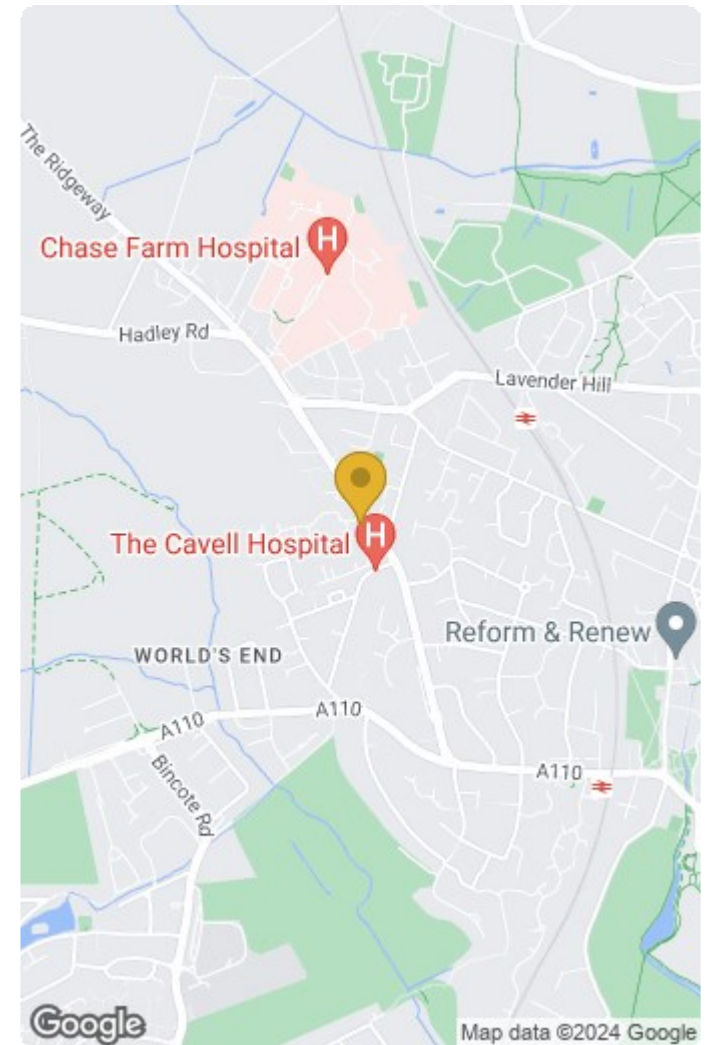 The Ridgeway
Chase Farm Hospital
H
Hadley Rd
Lavender Hill
The Cavell Hospital
H
Reform & Renew
WORLD'S END
A110
A110
A110
Bincote Rd
Google
Map data ©2024 Google